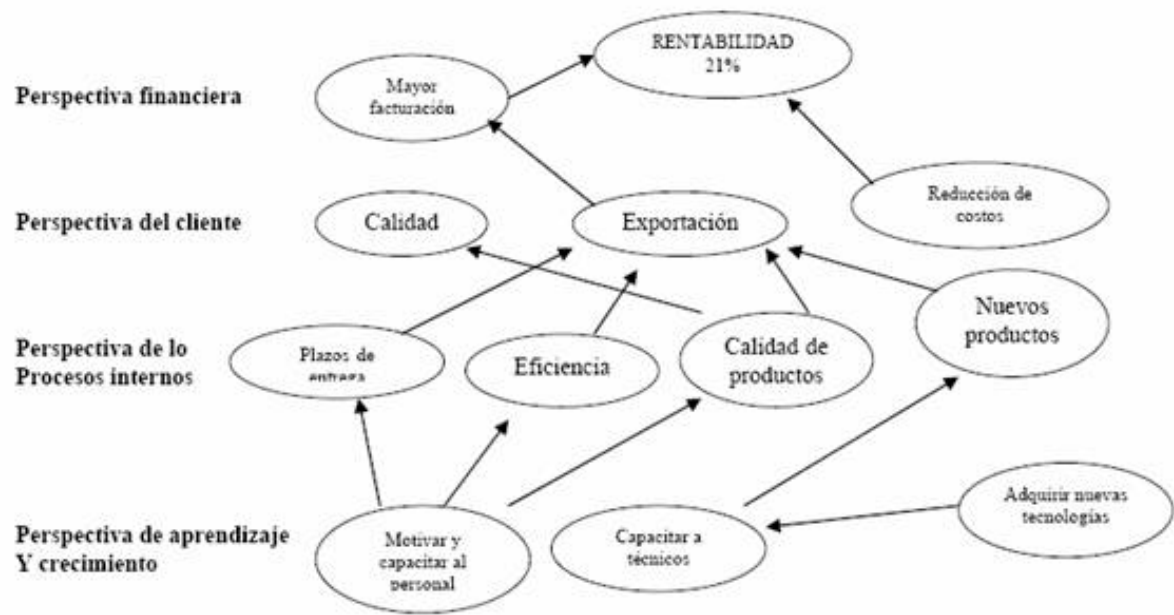 RENTABILIDAD
21%
Perspectiva financiera
Mayor
facturación
Reducción de
costos
Perspectiva del cliente
Calidad
Exportación
Nuevos
productos
Perspectiva de lo
Procesos internos
Plazos de
entrega
Eficiencia
Calidad de
productos
Adquirir nuevas
tecnologías
Perspectiva de aprendizaje
Y crecimiento
Motivar y
capacitar al
personal
Capacitar a
técnicos